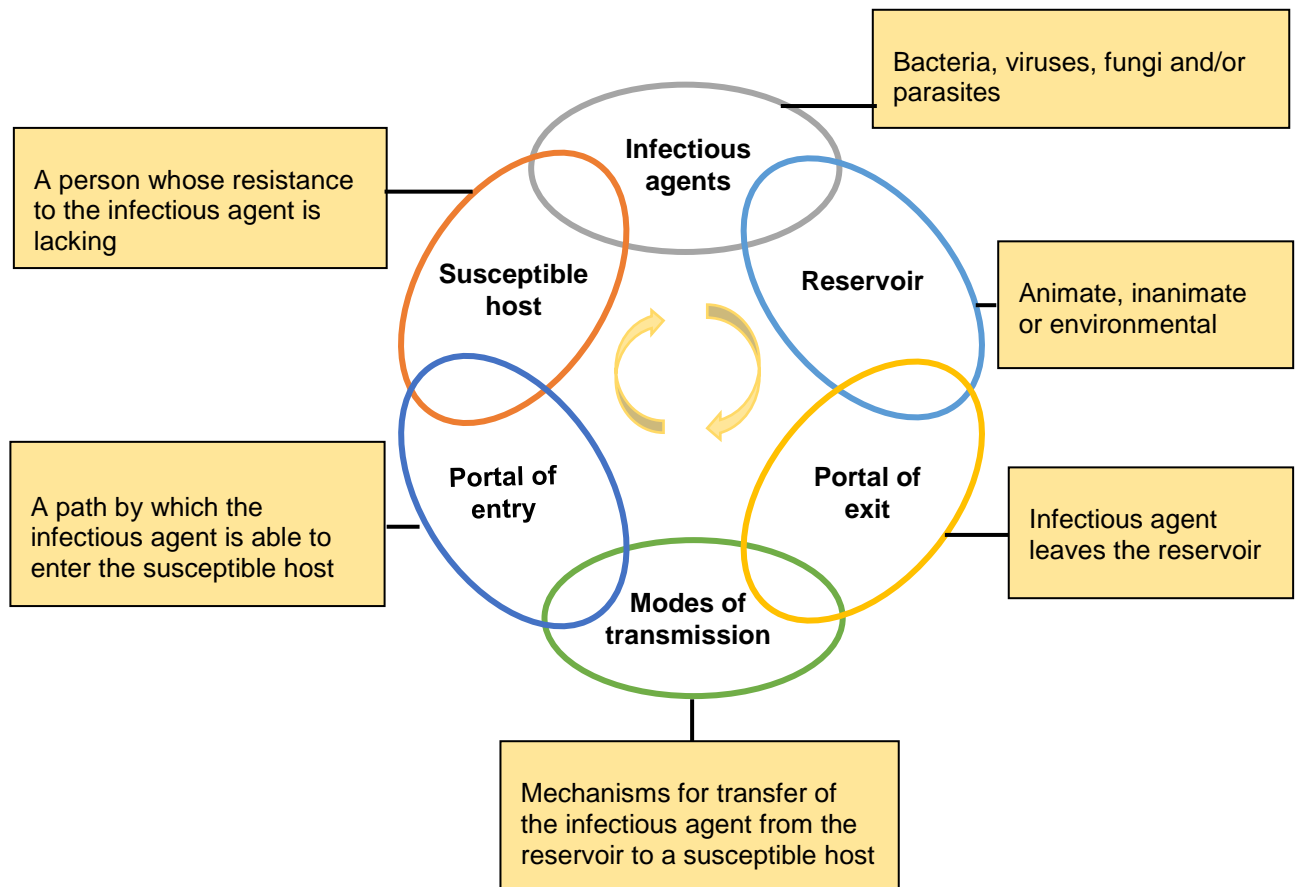 Bacteria, viruses, fungi and/or
parasites
Infectious
agents
A person whose resistance
to the infectious agent is
lacking
Susceptible
host
Reservoir
Animate, inanimate
or environmental
A path by which the
infectious agent is able to
enter the susceptible host
Portal of
entry
Portal of
exit
Infectious agent
leaves the reservoir
Modes of
transmission
Mechanisms for transfer of
the infectious agent from the
reservoir to a susceptible host